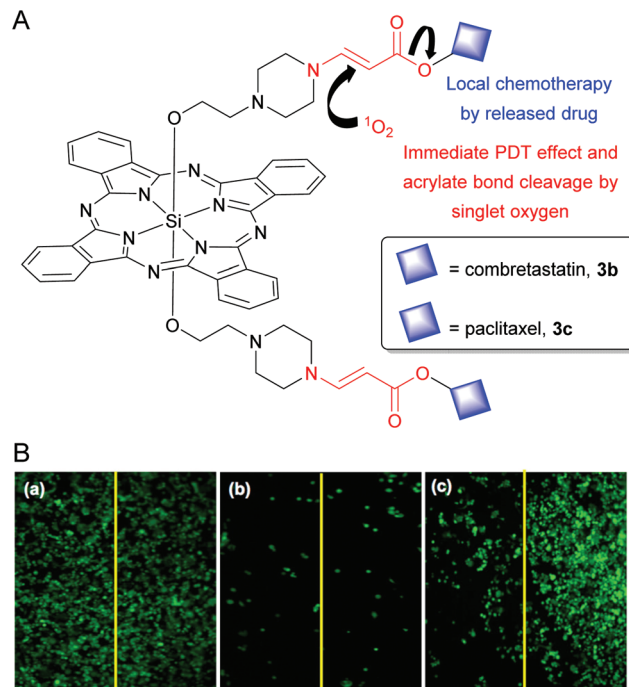 A
O
N
O
N
O
Local chemotherapy
by released drug
¹O₂
Immediate PDT effect and
acrylate bond cleavage by
singlet oxygen
N
N
N
N
Si
N
N
N
N
= combretastatin, 3b
= paclitaxel, 3c
O
N
N
O
O
B
(a)
(b)
(c)